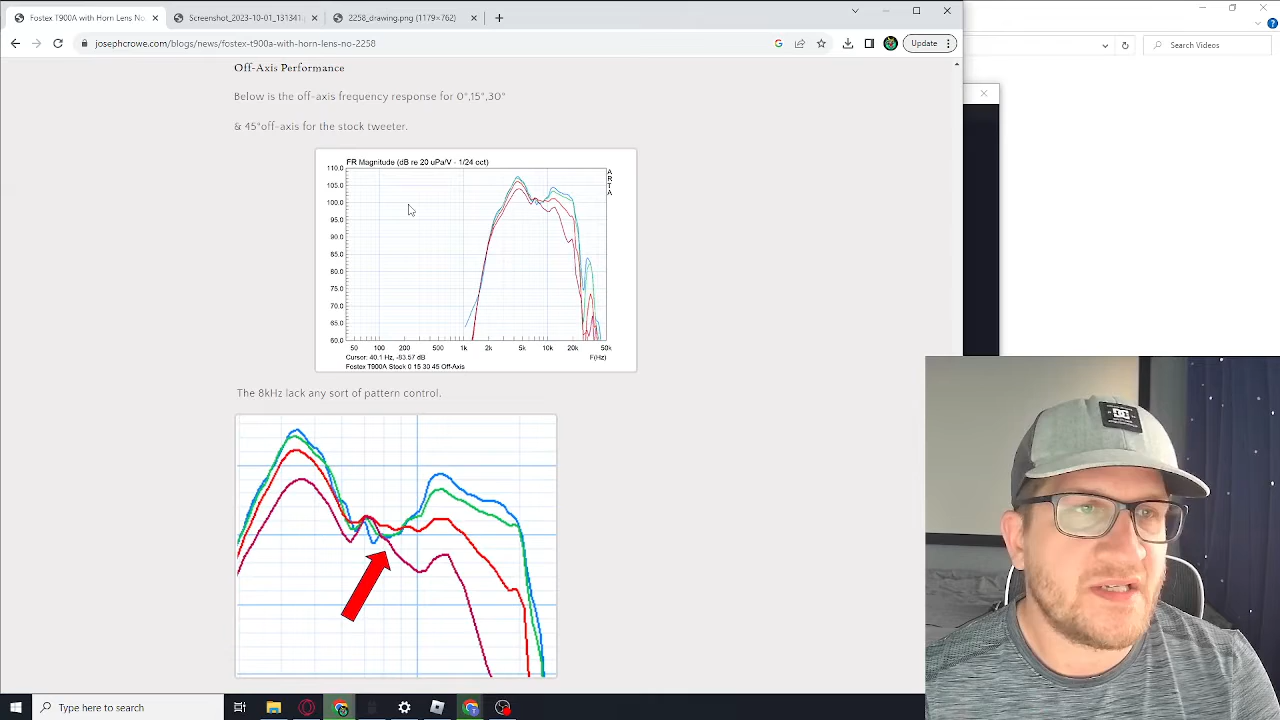 Fostex T900A with Horn Lens No.
Screenshot_2023-10-01_131341
2258_drawing.png (1179×762)
josephcrowe.com/blogs/news/fostex-t900a-with-horn-lens-no-2258
Update
Search Videos
Off-Axis Performance
Below is the off-axis frequency response for 0°,15°,30°
& 45°off-axis for the stock tweeter.
FR Magnitude (dB re 20 uPa/V - 1/24 oct)
110.0
105.0
100.0
95.0
90.0
85.0
80.0
75.0
70.0
65.0
60.0
A
R
T
A
50 100 200 500 1k 2k 5k 10k 20k 50k
Cursor: 40.1 Hz, -83.57 dB
F(Hz)
Fostex T900A Stock 0 15 30 45 Off-Axis
The 8kHz lack any sort of pattern control.
Type here to search